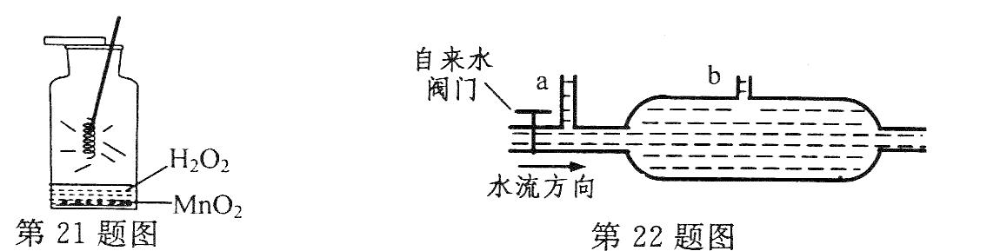 H₂O₂
MnO₂
第 21 题图
自来水
阀门
a
b
水流方向
第 22 题图